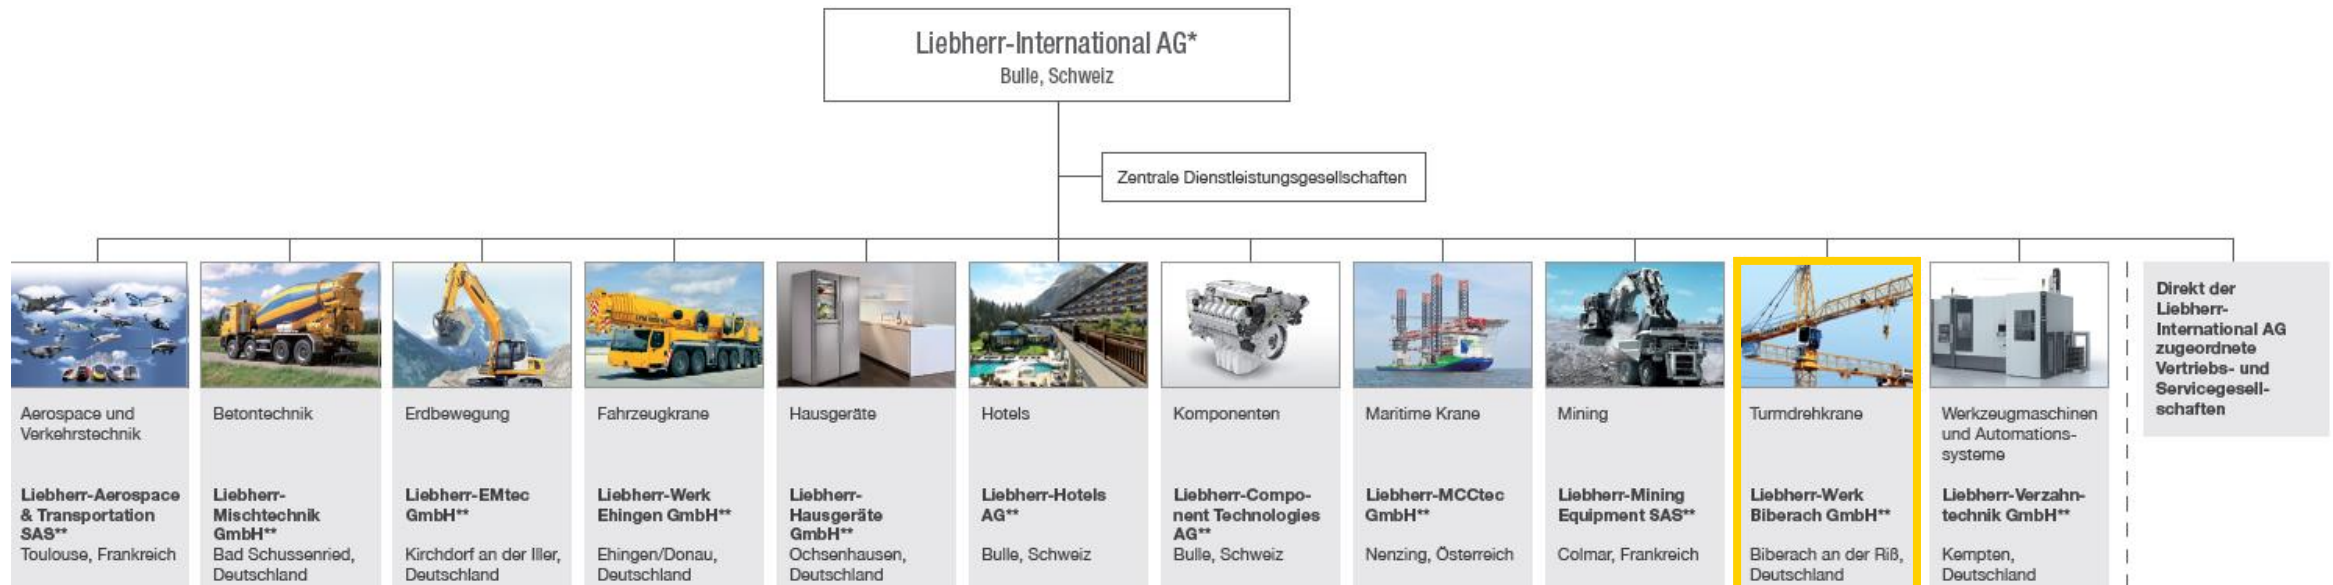 Liebherr-International AG*
Bulle, Schweiz
Zentrale Dienstleistungsgesellschaften
Aerospace und
Verkehrstechnik
Liebherr-Aerospace
& Transportation
SAS**
Toulouse, Frankreich
Betontechnik
Liebherr-
Mischtechnik
GmbH**
Bad Schussenried,
Deutschland
Erdbewegung
Liebherr-EMtec
GmbH**
Kirchdorf an der Iller,
Deutschland
Fahrzeugkrane
Liebherr-Werk
Ehingen GmbH**
Ehingen/Donau,
Deutschland
Hausgeräte
Liebherr-
Hausgeräte
GmbH**
Ochsenhausen,
Deutschland
Hotels
Liebherr-Hotels
AG**
Bulle, Schweiz
Komponenten
Liebherr-Compo-
nent Technologies
AG**
Bulle, Schweiz
Maritime Krane
Liebherr-MCCtec
GmbH**
Nenzing, Österreich
Mining
Liebherr-Mining
Equipment SAS**
Colmar, Frankreich
Turmdrehkrane
Liebherr-Werk
Biberach GmbH**
Biberach an der Riß,
Deutschland
Werkzeugmaschinen
und Automations-
systeme
Liebherr-Verzahn-
technik GmbH**
Kempten,
Deutschland
Direkt der
Liebherr-
International AG
zugeordnete
Vertriebs- und
Servicegesell-
schaften